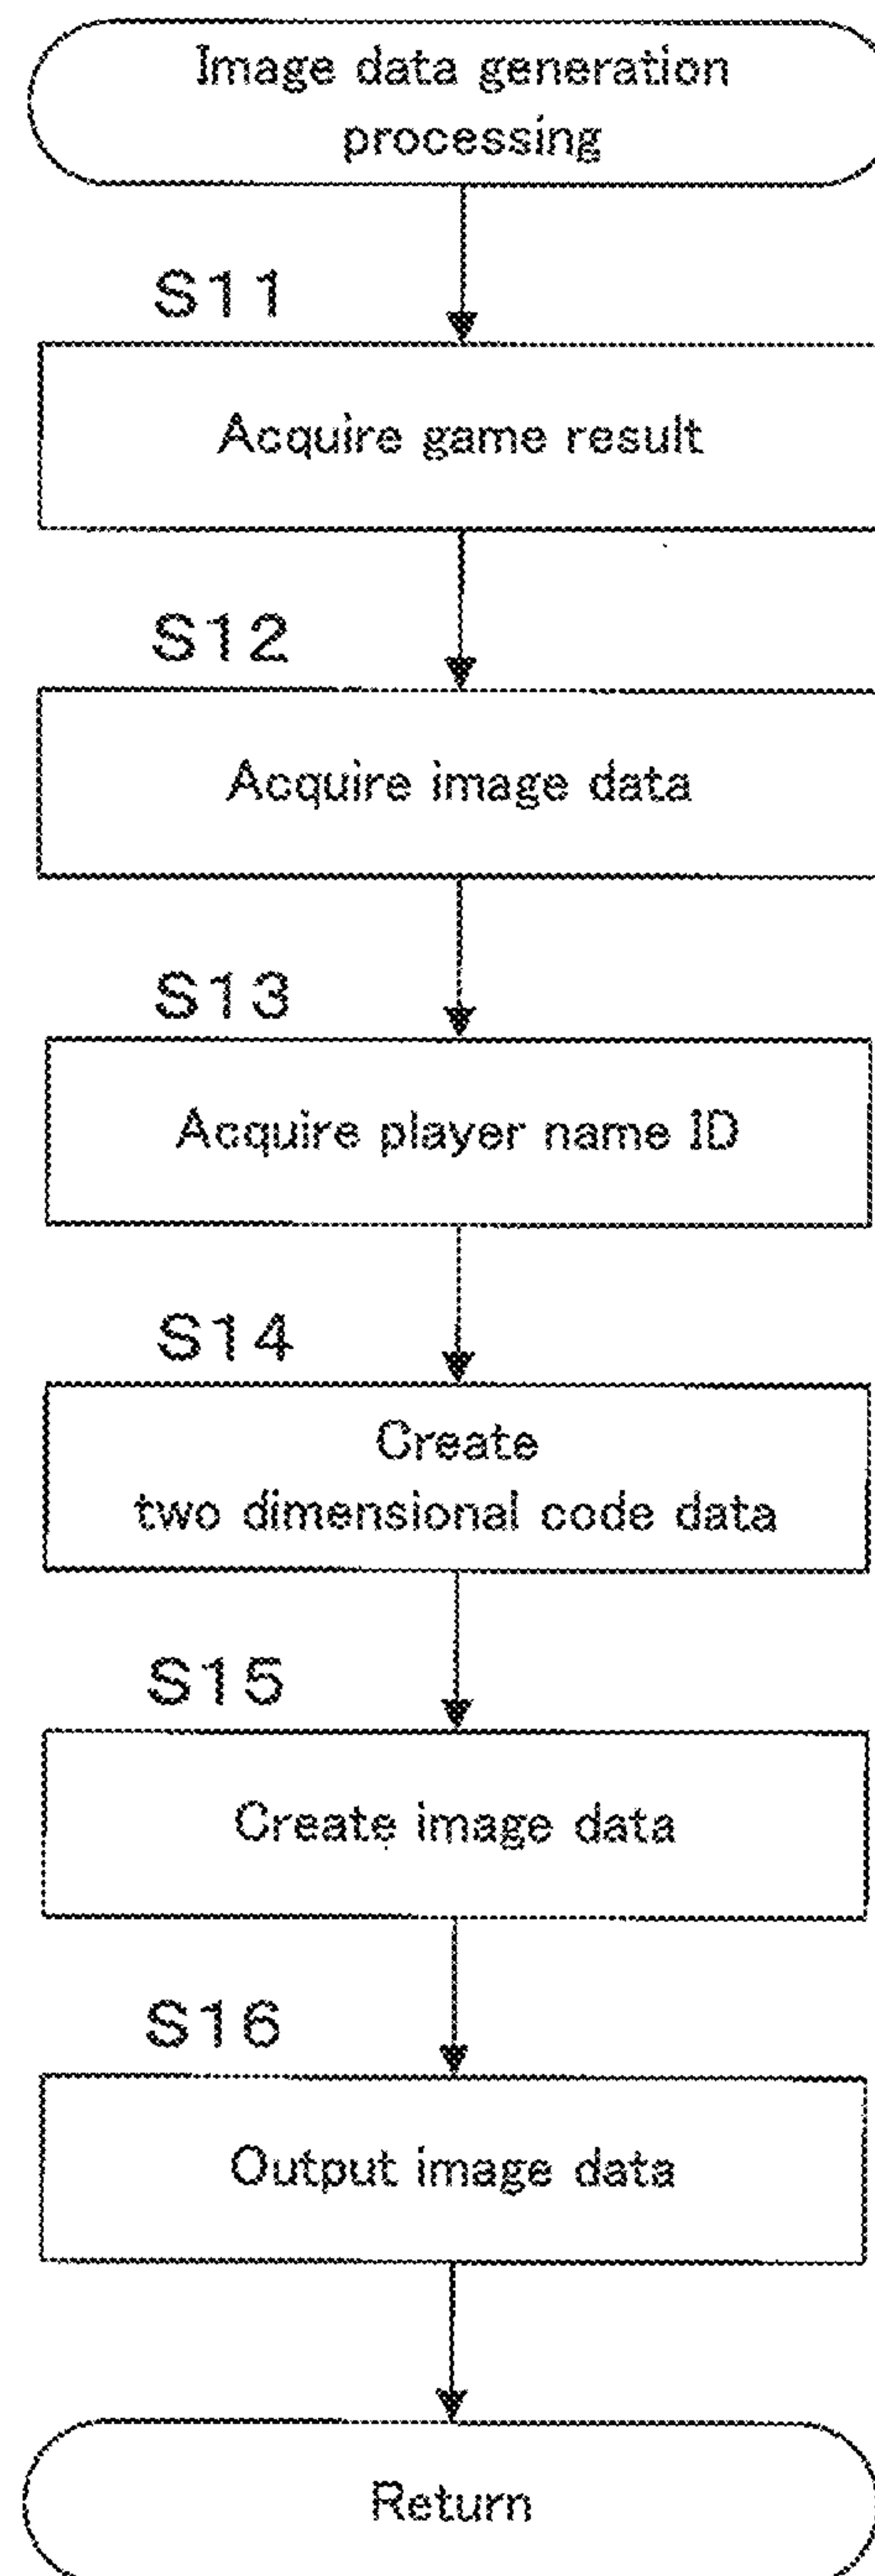 Image data generation
processing
S11
Acquire game result
S12
Acquire image data
S13
Acquire player name ID
S14
Create
two dimensional code data
S15
Create image data
S16
Output image data
Return